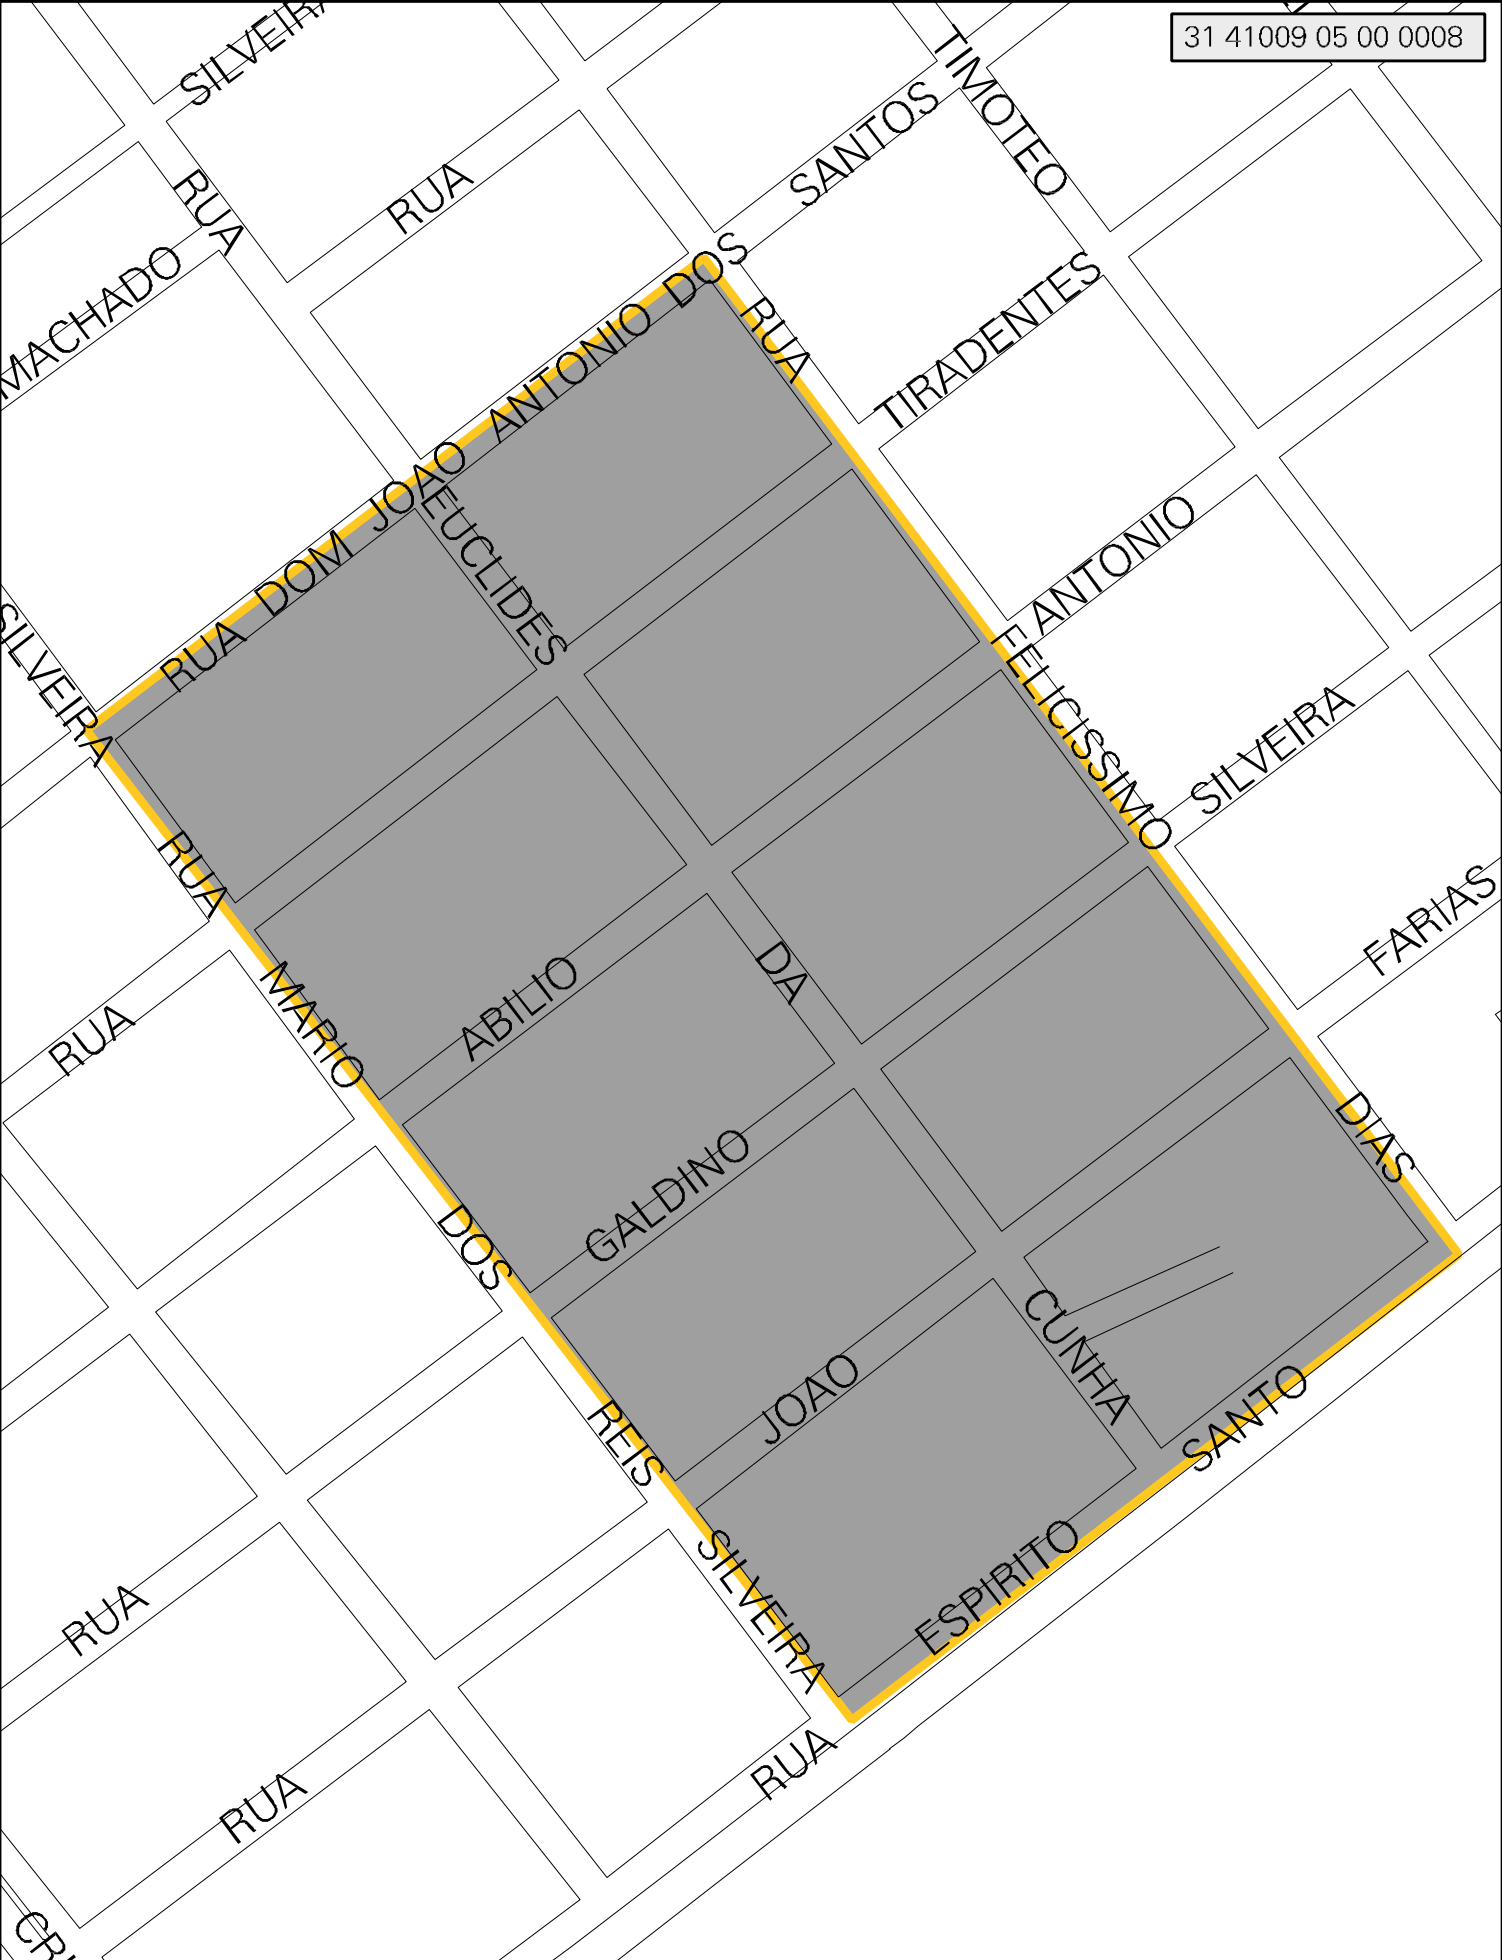 31 41009 05 00 0008
RUA
TIMOTEO
RUA
SANTOS
MACHADO
TIRADENTES
RUA DOM JOAO ANTONIO DOS
RUA
FELICISSIMO
DIAS
EUCLIDES
DA
CUNHA
ANTONIO
SILVEIRA
SILVEIRA
SILVEIRA
FARIAS
RUA
MARIO
DOS
REIS
SILVEIRA
RUA
ABILIO
GALDINO
JOAO
RUA
RUA
RUA
ESPIRITO
SANTO